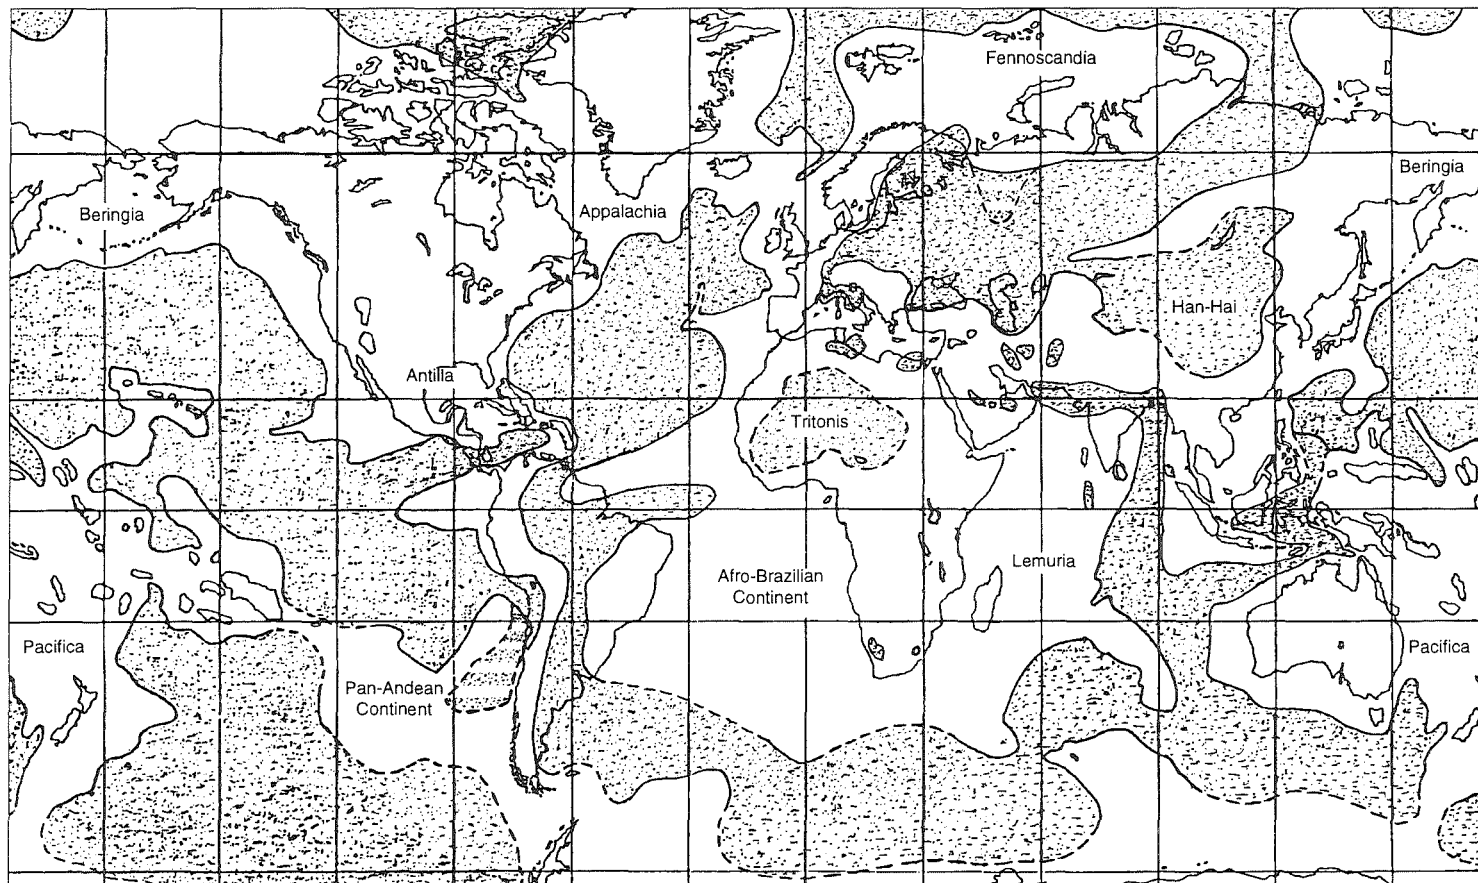 Fennoscandia
Beringia
Beringia
Appalachia
Han-Hai
Antilla
Tritonis
Lemuria
Afro-Brazilian
Continent
Pacifica
Pacifica
Pan-Andean
Continent